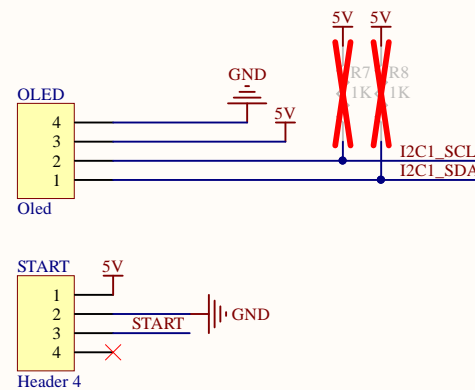 5V 5V
GND
R7 R8
OLED
1K 1K
5V
4
3
2
I2C1_SCL
1
I2C1_SDA
Oled
START
5V
1
2
GND
START
3
4
Header 4